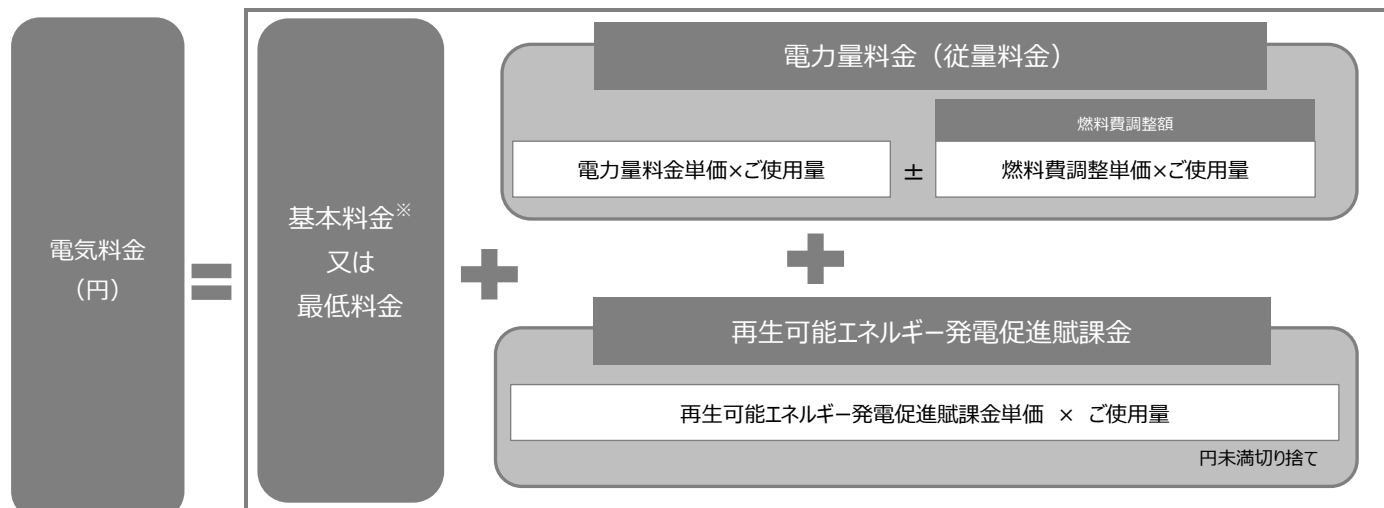 電気料金
（円）
基本料金※
又は
最低料金
電力量料金（従量料金）
燃料費調整額
電力量料金単価×ご使用量
±
燃料費調整単価×ご使用量
再生可能エネルギー発電促進賦課金
再生可能エネルギー発電促進賦課金単価 × ご使用量
円未満切り捨て